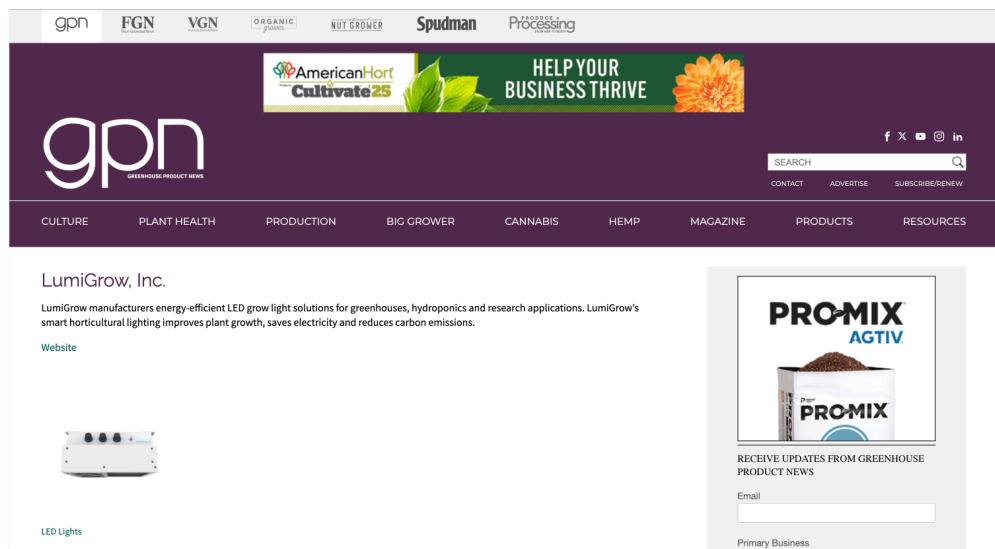 gpn
FGN
VGN
ORGANIC
grower
NUT GROWER
Spudman
PRODUCE +
Processing
AmericanHort
Cultivate'25
HELP YOUR
BUSINESS THRIVE
gpn
GREENHOUSE PRODUCT NEWS
SEARCH
CONTACT ADVERTISE SUBSCRIBE/RENEW
CULTURE PLANT HEALTH PRODUCTION BIG GROWER CANNABIS HEMP MAGAZINE PRODUCTS RESOURCES
LumiGrow, Inc.
LumiGrow manufacturers energy-efficient LED grow light solutions for greenhouses, hydroponics and research applications. LumiGrow's
smart horticultural lighting improves plant growth, saves electricity and reduces carbon emissions.
Website
LED Lights
PRO-MIX
AGTIV
PRO-MIX
RECEIVE UPDATES FROM GREENHOUSE
PRODUCT NEWS
Email
Primary Business